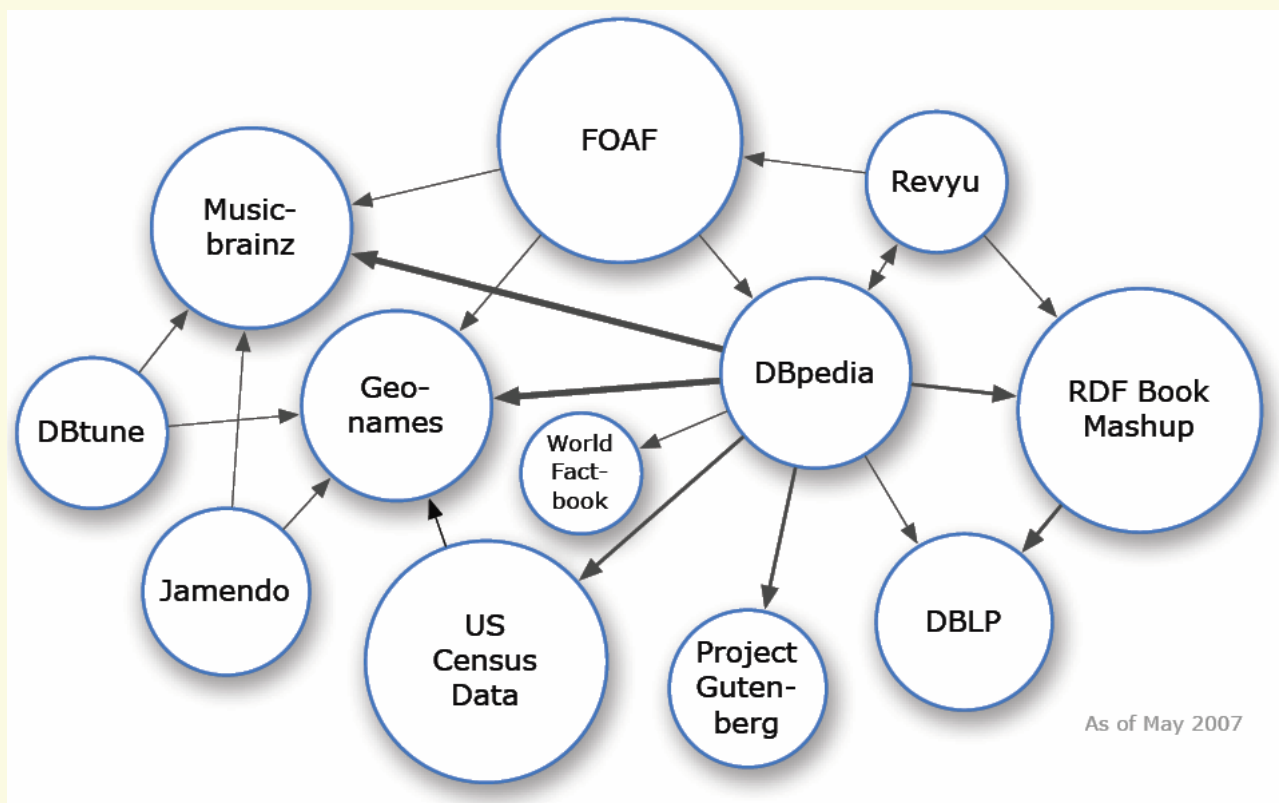 FOAF
Revyu
Music-
brainz
DBpedia
Geo-
names
RDF Book
Mashup
DBtune
World
Fact-
book
Jamendo
US
Census
Data
Project
Guten-
berg
DBLP
As of May 2007